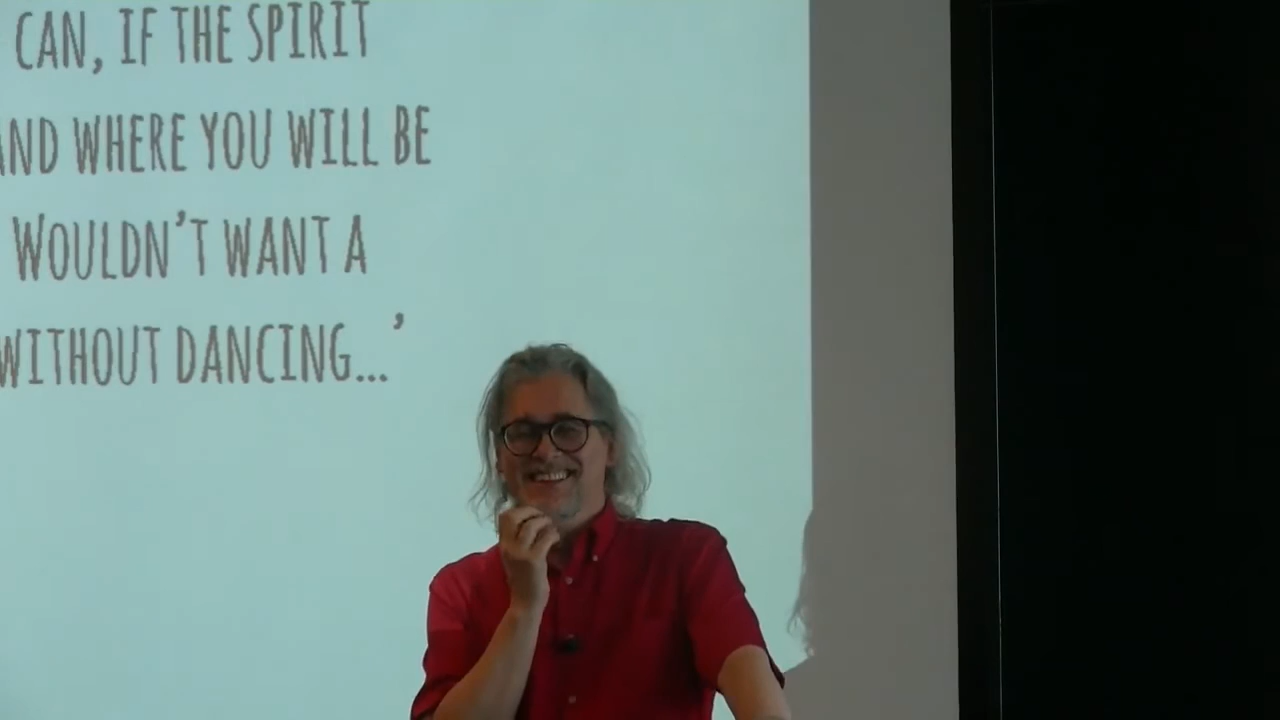 CAN, IF THE SPIRIT
AND WHERE YOU WILL BE
WOULDN'T WANT A
WITHOUT DANCING...'